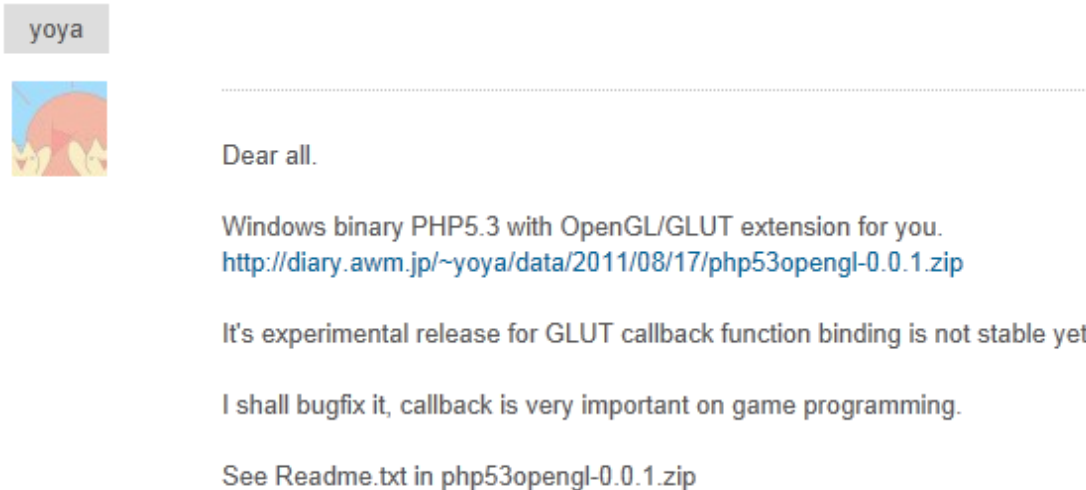 yoya
Dear all.
Windows binary PHP5.3 with OpenGL/GLUT extension for you.
http://diary.awm.jp/~yoya/data/2011/08/17/php53opengl-0.0.1.zip
It's experimental release for GLUT callback function binding is not stable yet
I shall bugfix it, callback is very important on game programming.
See Readme.txt in php53opengl-0.0.1.zip